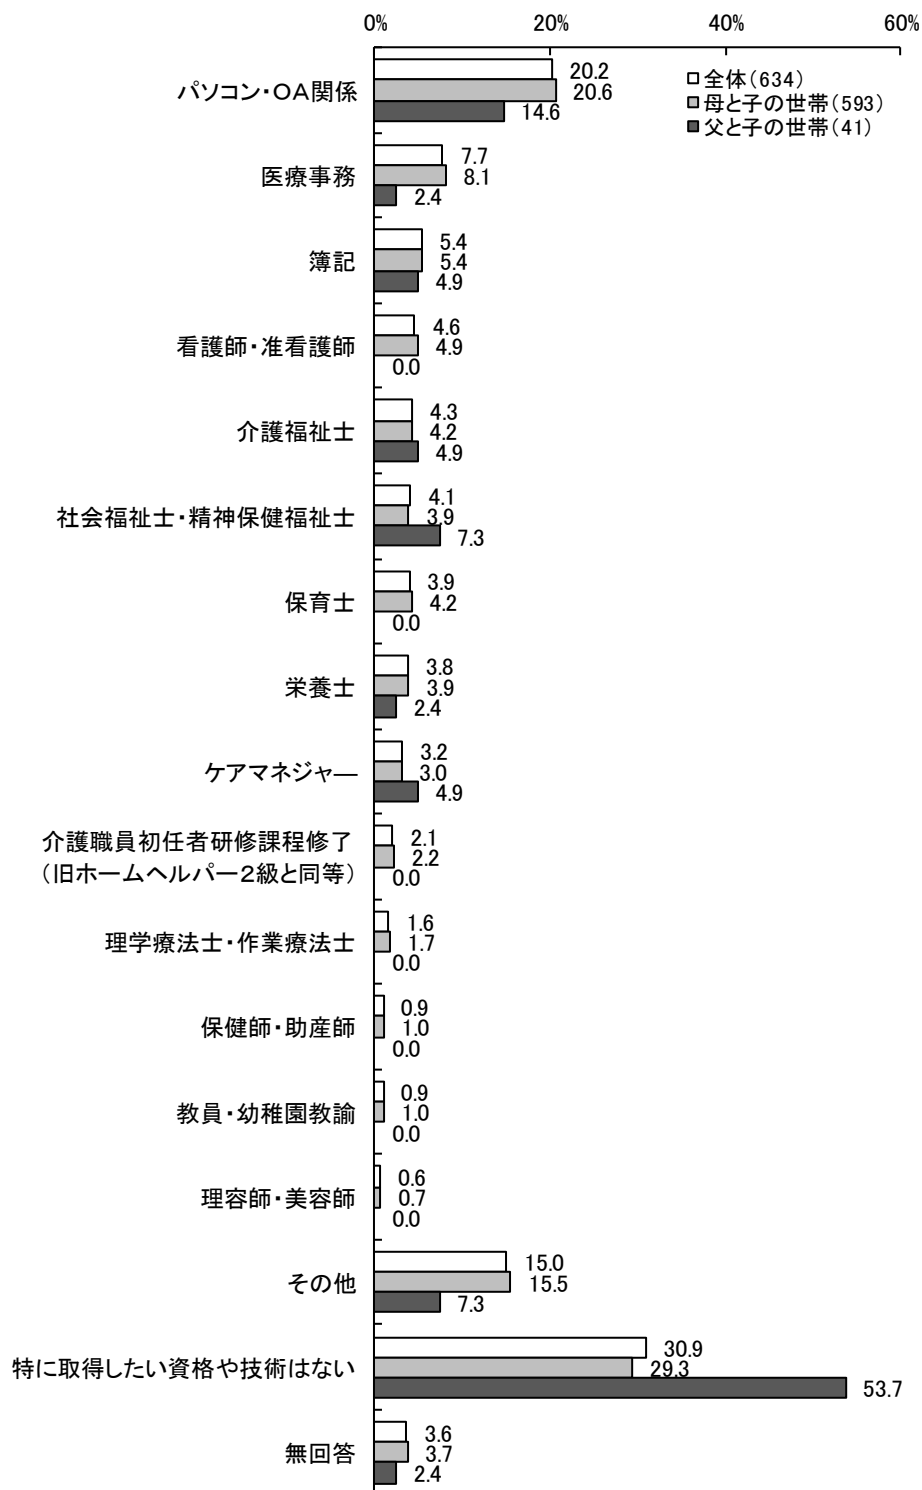 0%
20%
40%
60%
□全体(634)
■母と子の世帯(593)
■父と子の世帯(41)
パソコン・OA関係
20.2
20.6
14.6
医療事務
7.7
8.1
2.4
簿記
5.4
5.4
4.9
看護師・准看護師
4.6
4.9
0.0
介護福祉士
4.3
4.2
4.9
社会福祉士・精神保健福祉士
4.1
3.9
7.3
保育士
3.9
4.2
0.0
栄養士
3.8
3.9
2.4
ケアマネジャ―
3.2
3.0
4.9
介護職員初任者研修課程修了
(旧ホームヘルパー2級と同等)
2.1
2.2
0.0
理学療法士・作業療法士
1.6
1.7
0.0
保健師・助産師
0.9
1.0
0.0
教員・幼稚園教諭
0.9
1.0
0.0
理容師・美容師
0.6
0.7
0.0
その他
15.0
15.5
7.3
特に取得したい資格や技術はない
30.9
29.3
53.7
無回答
3.6
3.7
2.4